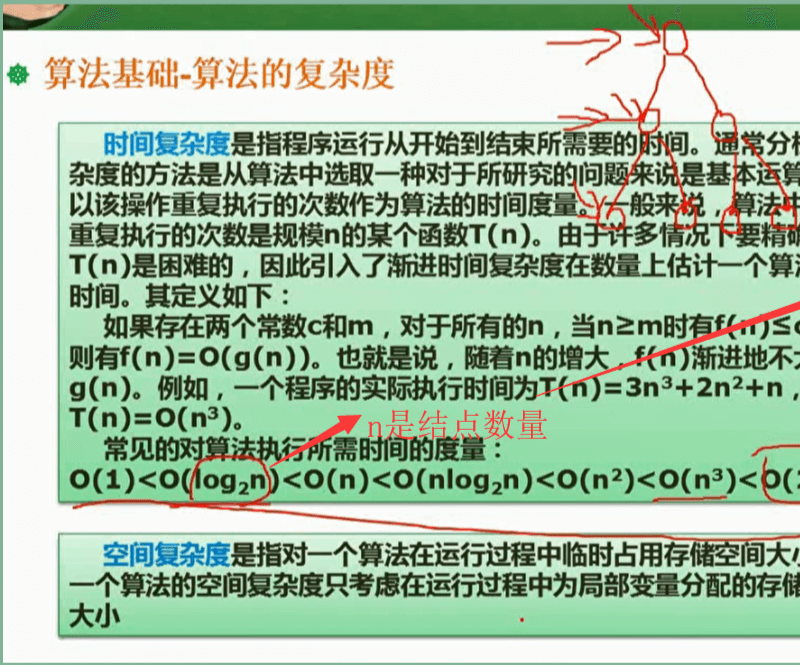 算法基础-算法的复杂度
时间复杂度是指程序运行从开始到结束所需要的时间。通常分析
杂度的方法是从算法中选取一种对于所研究的问题来说是基本运算
以该操作重复执行的次数作为算法的时间度量。一般来说，算法中
重复执行的次数是规模n的某个函数T(n)。由于许多情况下要精确
T(n)是困难的，因此引入了渐进时间复杂度在数量上估计一个算法
时间。其定义如下：
如果存在两个常数c和m，对于所有的n，当n≥m时有f(n)≤c
则有f(n)=O(g(n))。也就是说，随着n的增大，f(n)渐进地不大
g(n)。例如，一个程序的实际执行时间为T(n)=3n³+2n²+n，
T(n)=O(n³)。
n是结点数量
常见的对算法执行所需时间的度量：
O(1)<O(log₂n)<O(n)<O(nlog₂n)<O(n²)<O(n³)<O(2
空间复杂度是指对一个算法在运行过程中临时占用存储空间大小
一个算法的空间复杂度只考虑在运行过程中为局部变量分配的存储
大小